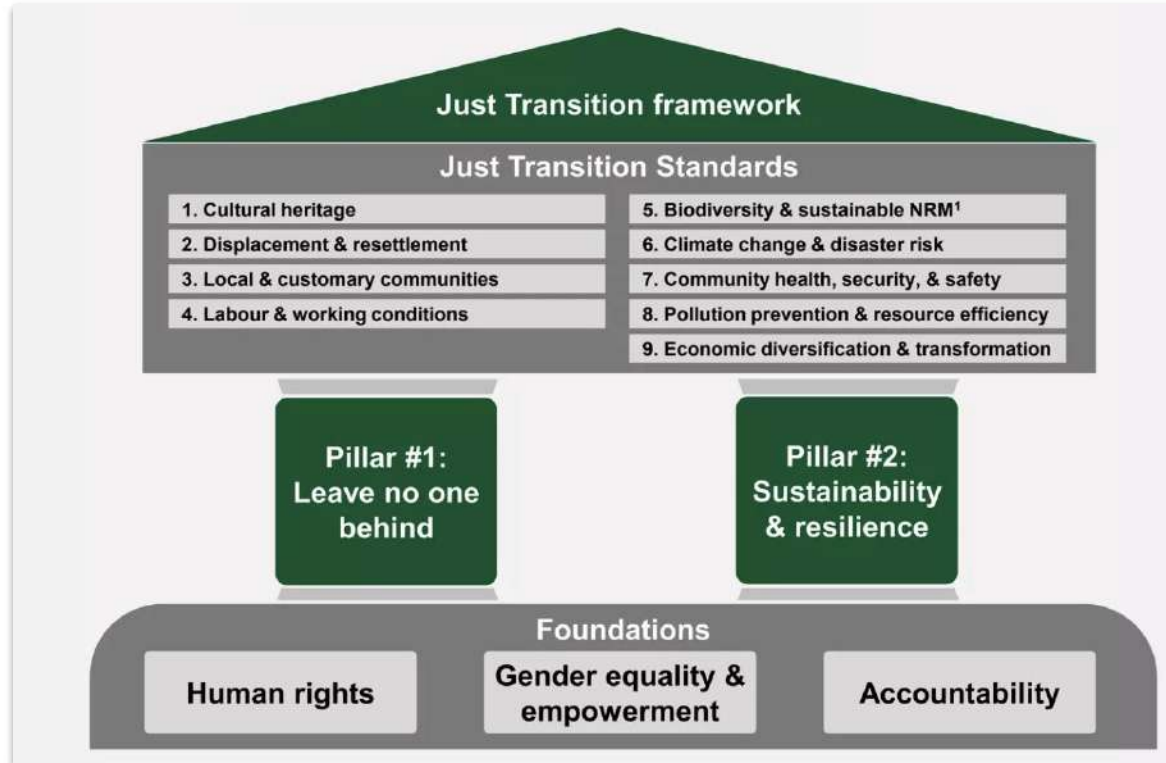 Just Transition framework
Just Transition Standards
1. Cultural heritage
2. Displacement & resettlement
3. Local & customary communities
4. Labour & working conditions
5. Biodiversity & sustainable NRM¹
6. Climate change & disaster risk
7. Community health, security, & safety
8. Pollution prevention & resource efficiency
9. Economic diversification & transformation
Pillar #1:
Leave no one
behind
Pillar #2:
Sustainability
& resilience
Foundations
Human rights
Gender equality &
empowerment
Accountability